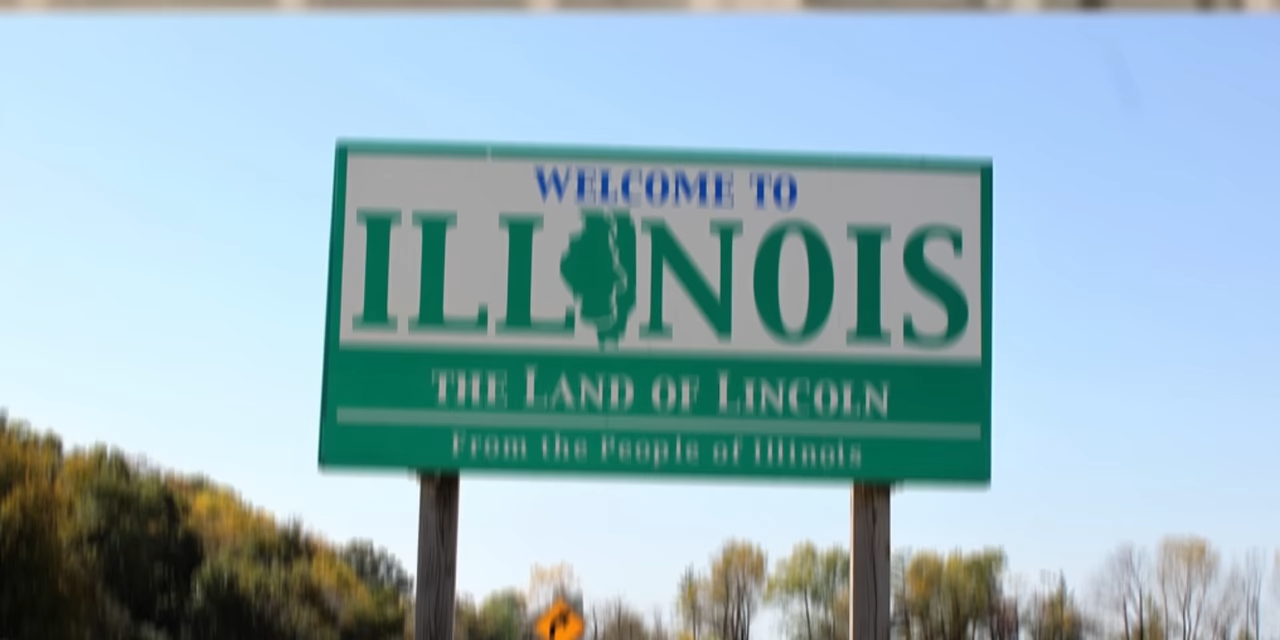 WELCOME TO
ILLINOIS
THE LAND OF LINCOLN
From the People of Illinois